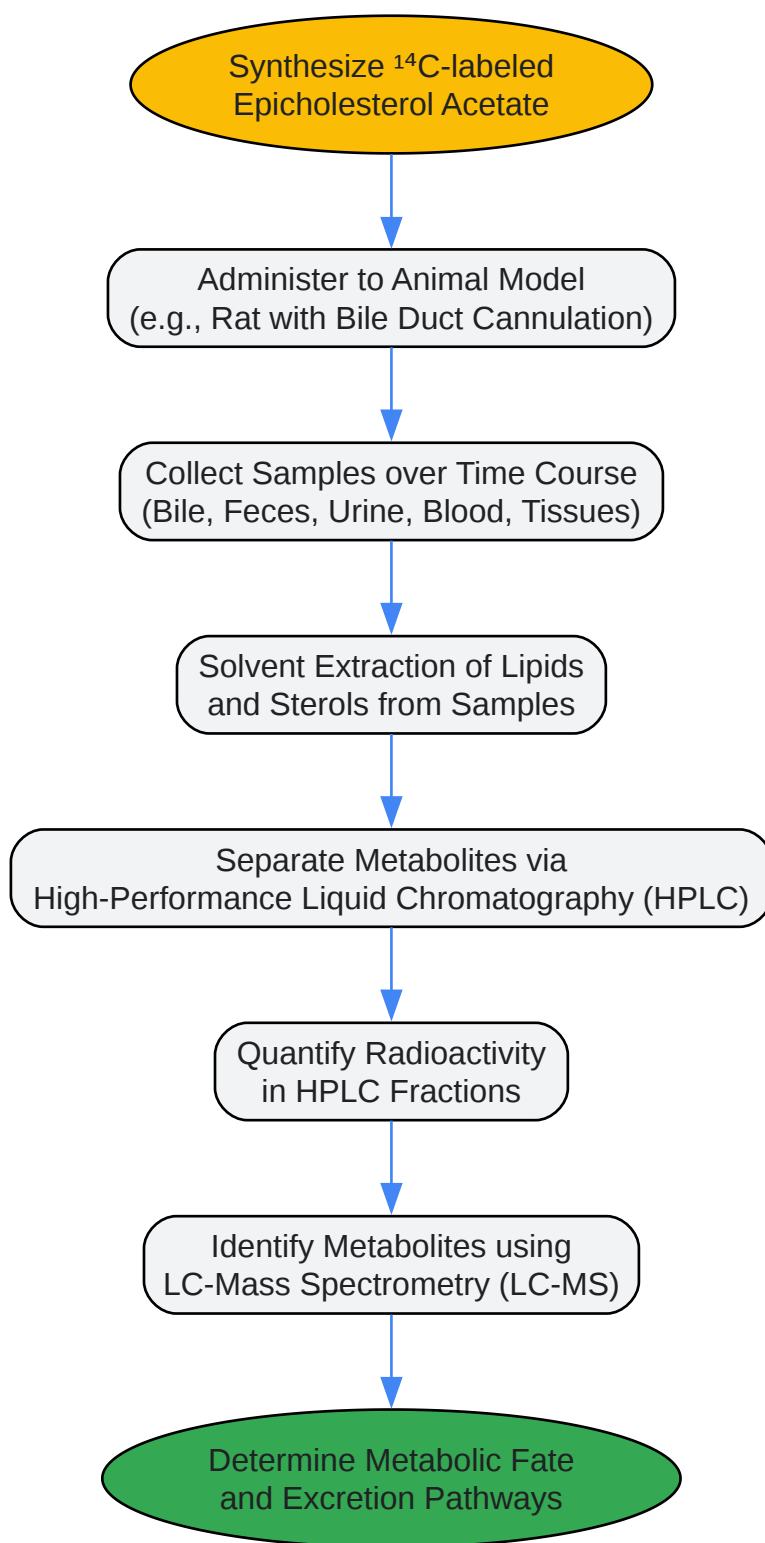 Synthesize ¹⁴C-labeled
Epicholesterol Acetate
Administer to Animal Model
(e.g., Rat with Bile Duct Cannulation)
Collect Samples over Time Course
(Bile, Feces, Urine, Blood, Tissues)
Solvent Extraction of Lipids
and Sterols from Samples
Separate Metabolites via
High-Performance Liquid Chromatography (HPLC)
Quantify Radioactivity
in HPLC Fractions
Identify Metabolites using
LC-Mass Spectrometry (LC-MS)
Determine Metabolic Fate
and Excretion Pathways